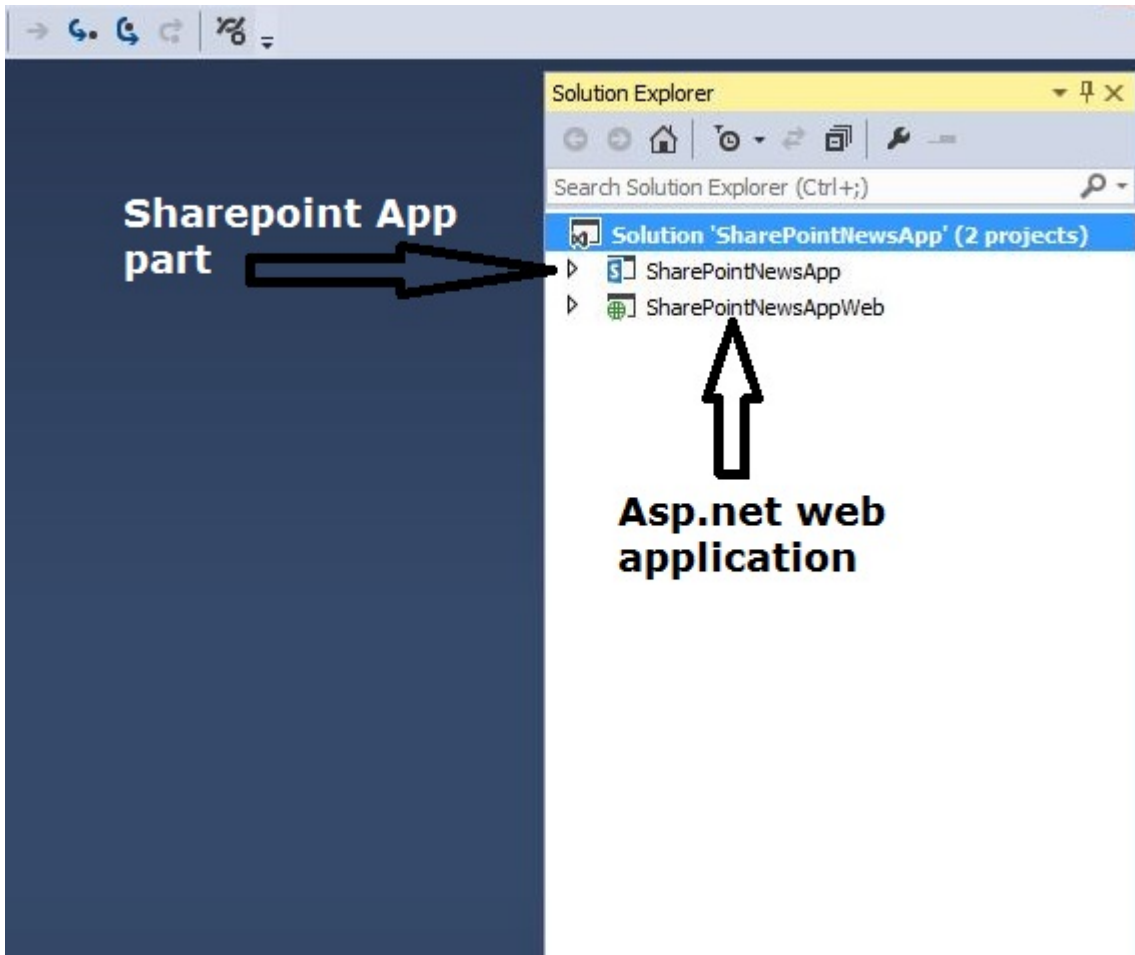 Solution Explorer
Search Solution Explorer (Ctrl+;)
Sharepoint App
part
Solution 'SharePointNewsApp' (2 projects)
SharePointNewsApp
SharePointNewsAppWeb
Asp.net web
application